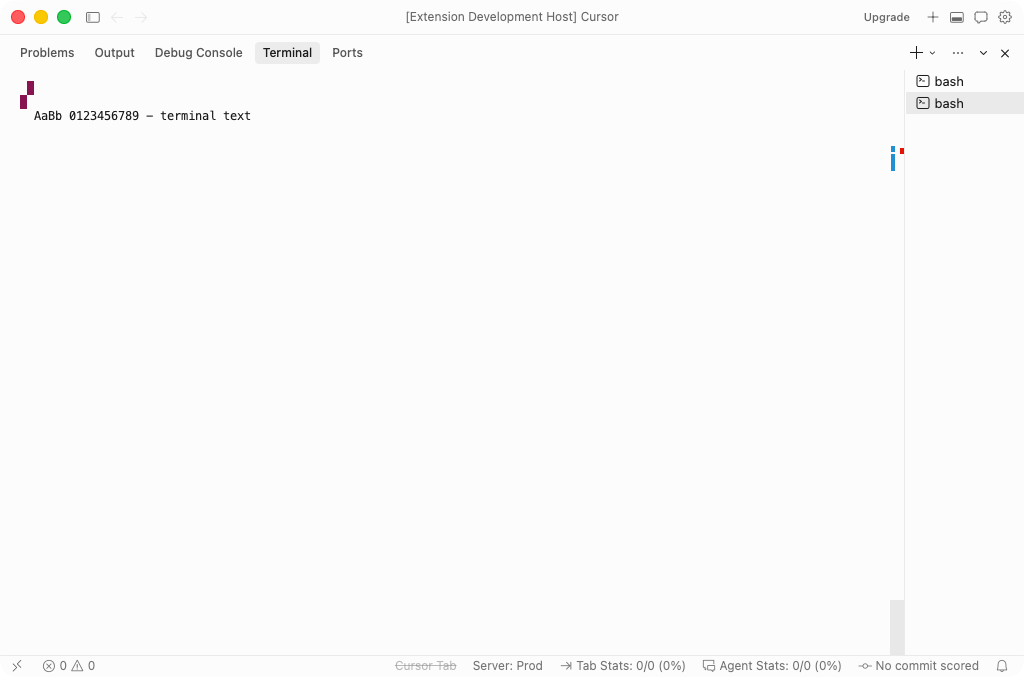 [Extension Development Host] Cursor
Upgrade
Problems Output Debug Console Terminal Ports
bash
bash
AaBb 0123456789 — terminal text
0 0 Cursor Tab Server: Prod Tab Stats: 0/0 (0%) Agent Stats: 0/0 (0%) No commit scored